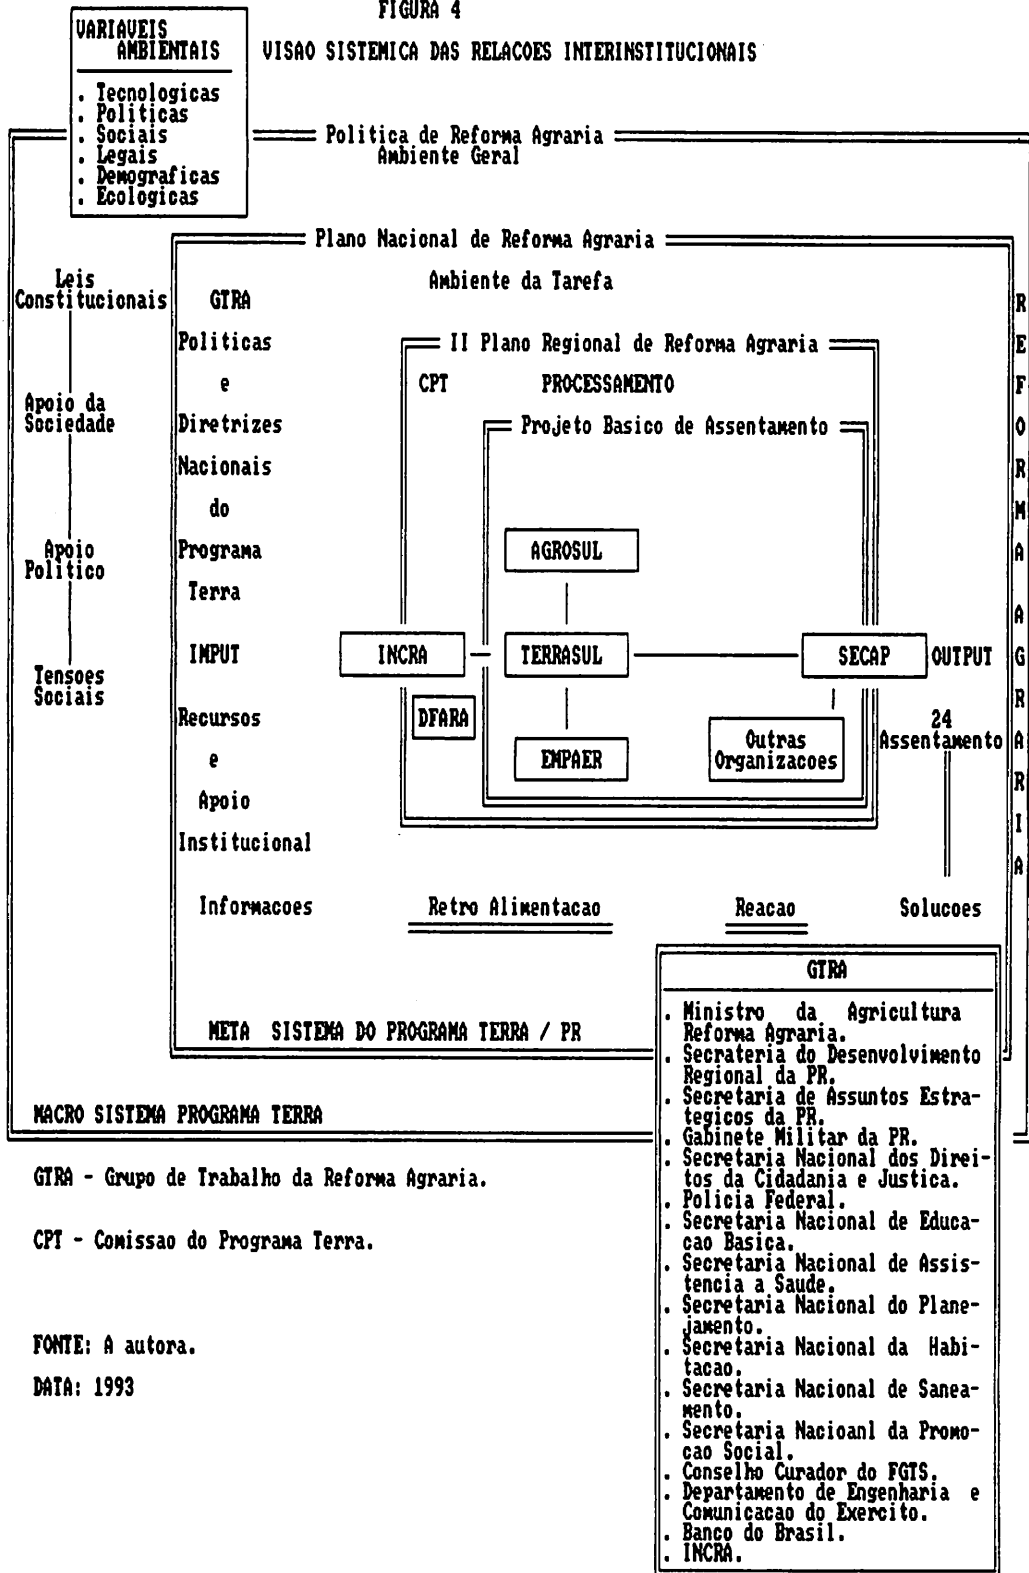 FIGURA 4
VISAO SISTEMICA DAS RELACOES INTERINSTITUCIONAIS
VARIAVEIS
AMBIENTAIS
. Tecnologicas
. Politicas
. Sociais
. Legais
. Demograficas
. Ecologicas
Politica de Reforma Agraria
Ambiente Geral
Plano Nacional de Reforma Agraria
Ambiente da Tarefa
Leis
Constitucionais
Apoio da
Sociedade
Apoio
Politico
Tensoes
Sociais
GTRA
Politicas
e
Diretrizes
Nacionais
do
Programa
Terra
IMPUT
Recursos
e
Apoio
Institucional
Informacoes
II Plano Regional de Reforma Agraria
CPT PROCESSAMENTO
Projeto Basico de Assentamento
AGROSUL
INCRA
TERRASUL
SECAP
OUTPUT
DFARA
EMPAER
Outras
Organizacoes
24
Assentamento
Retro Alimentacao
Reacao
Solucoes
REFORMA AGRARIA
META SISTEMA DO PROGRAMA TERRA / PR
MACRO SISTEMA PROGRAMA TERRA
GTRA
. Ministro da Agricultura
Reforma Agraria.
. Secrateria do Desenvolvimento
Regional da PR.
. Secretaria de Assuntos Estra-
tegicos da PR.
. Gabinete Militar da PR.
. Secretaria Nacional dos Direi-
tos da Cidadania e Justica.
. Policia Federal.
. Secretaria Nacional de Educa-
cao Basica.
. Secretaria Nacional de Assis-
tencia a Saude.
. Secretaria Nacional do Plane-
jamento.
. Secretaria Nacional da Habi-
tacao.
. Secretaria Nacional de Sanea-
mento.
. Secretaria Nacioanl da Promo-
cao Social.
. Conselho Curador do FGTS.
. Departamento de Engenharia e
Comunicacao do Exercito.
. Banco do Brasil.
. INCRA.
GTRA - Grupo de Trabalho da Reforma Agraria.
CPT - Comissao do Programa Terra.
FONTE: A autora.
DATA: 1993